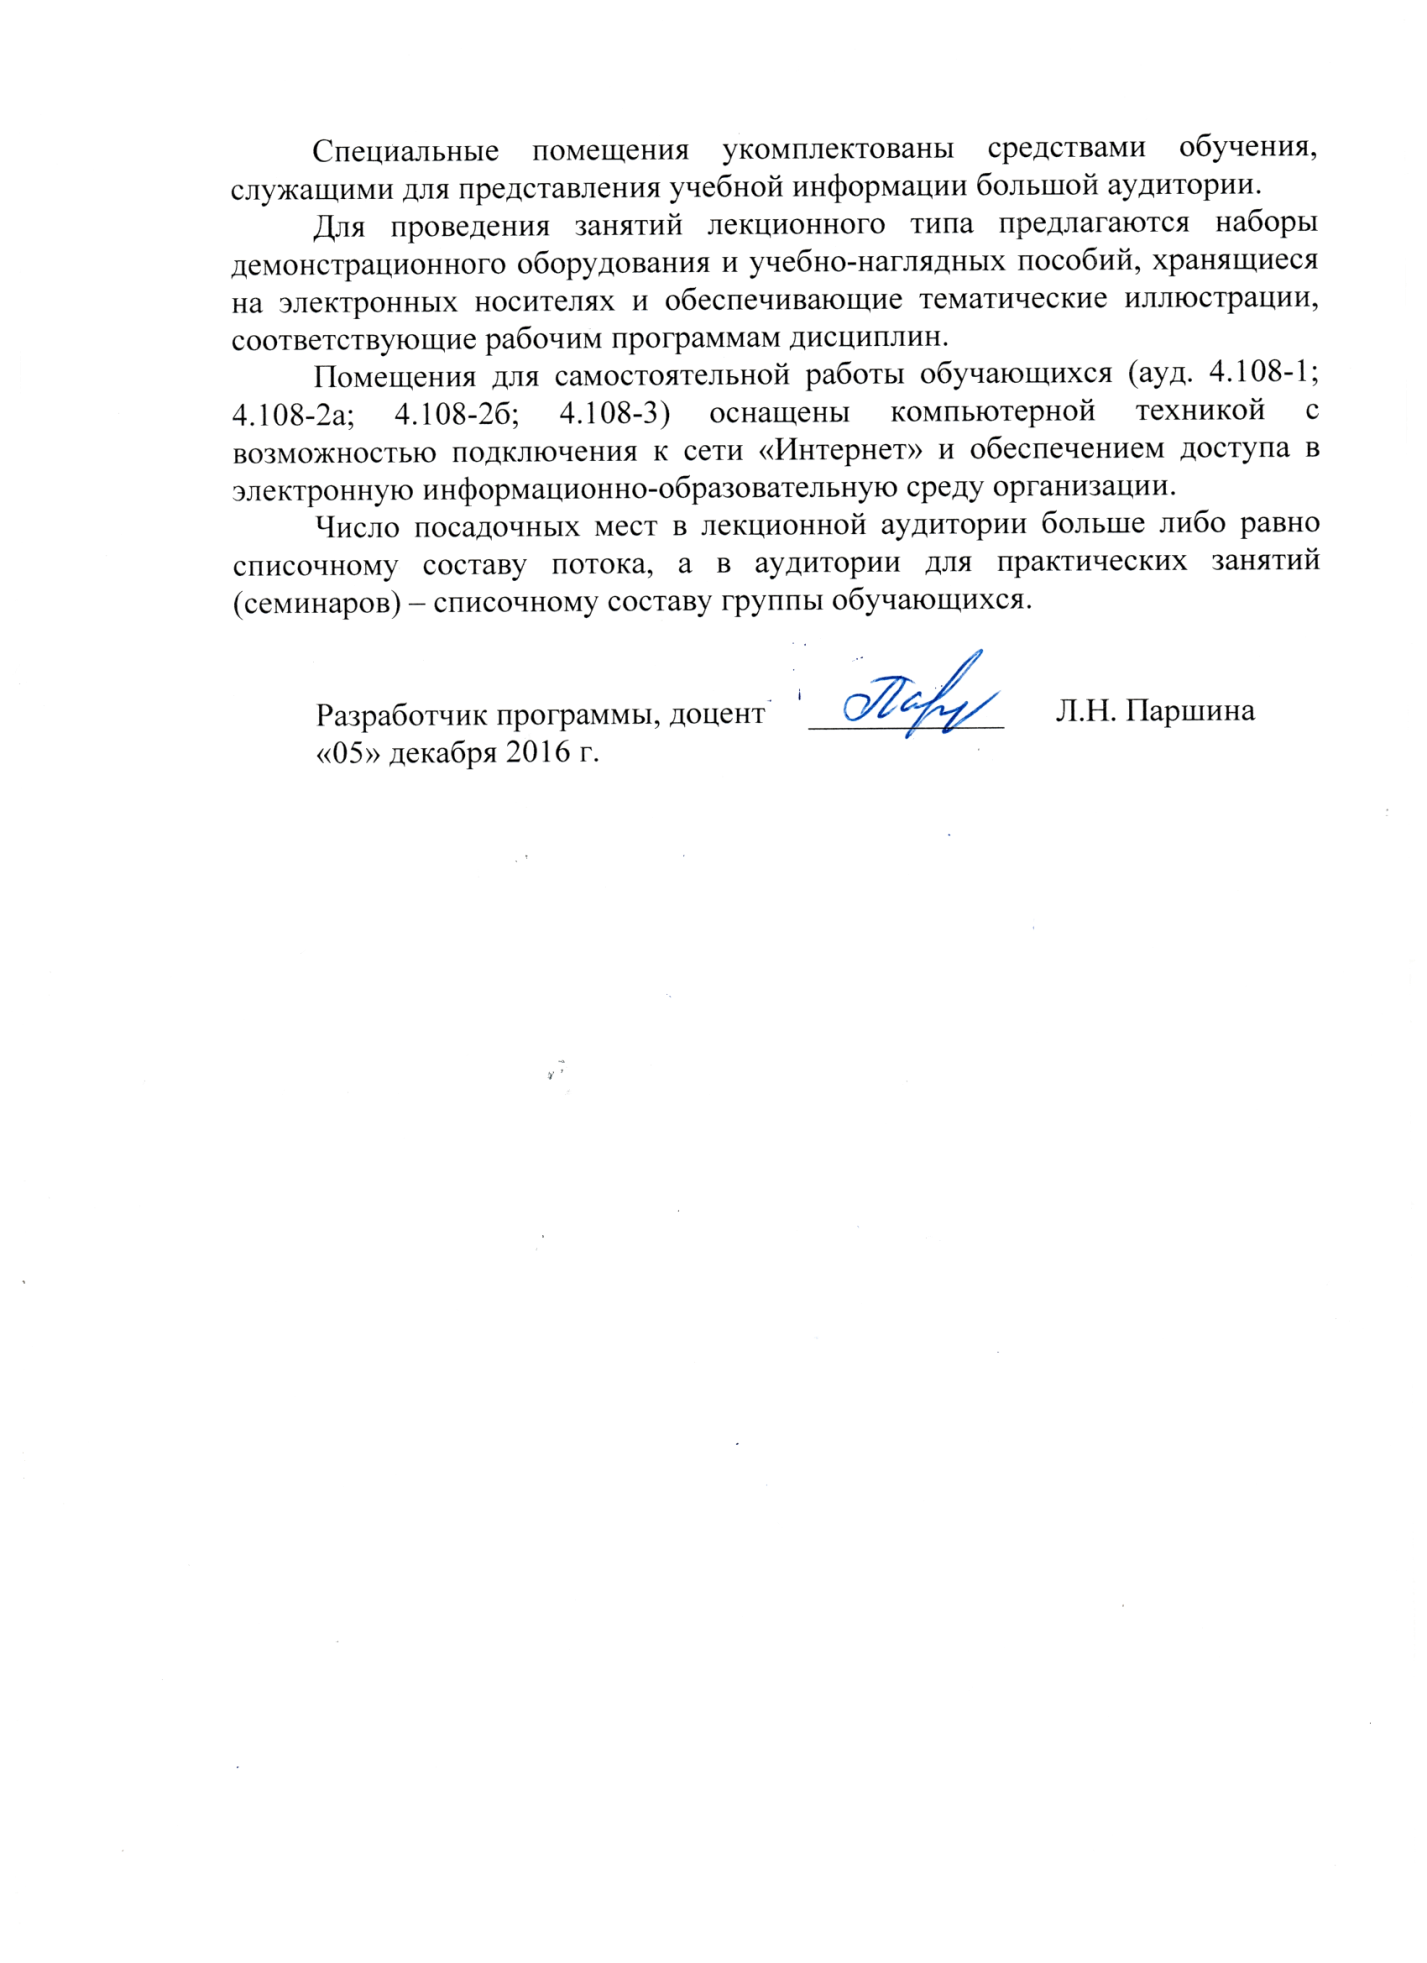 Специальные помещения укомплектованы средствами обучения,
служащими для представления учебной информации большой аудитории.
Для проведения занятий лекционного типа предлагаются наборы
демонстрационного оборудования и учебно-наглядных пособий, хранящиеся
на электронных носителях и обеспечивающие тематические иллюстрации,
соответствующие рабочим программам дисциплин.
Помещения для самостоятельной работы обучающихся (ауд. 4.108-1;
4.108-2а; 4.108-2б; 4.108-3) оснащены компьютерной техникой с
возможностью подключения к сети «Интернет» и обеспечением доступа в
электронную информационно-образовательную среду организации.
Число посадочных мест в лекционной аудитории больше либо равно
списочному составу потока, а в аудитории для практических занятий
(семинаров) – списочному составу группы обучающихся.
Разработчик программы, доцент Л.Н. Паршина
«05» декабря 2016 г.